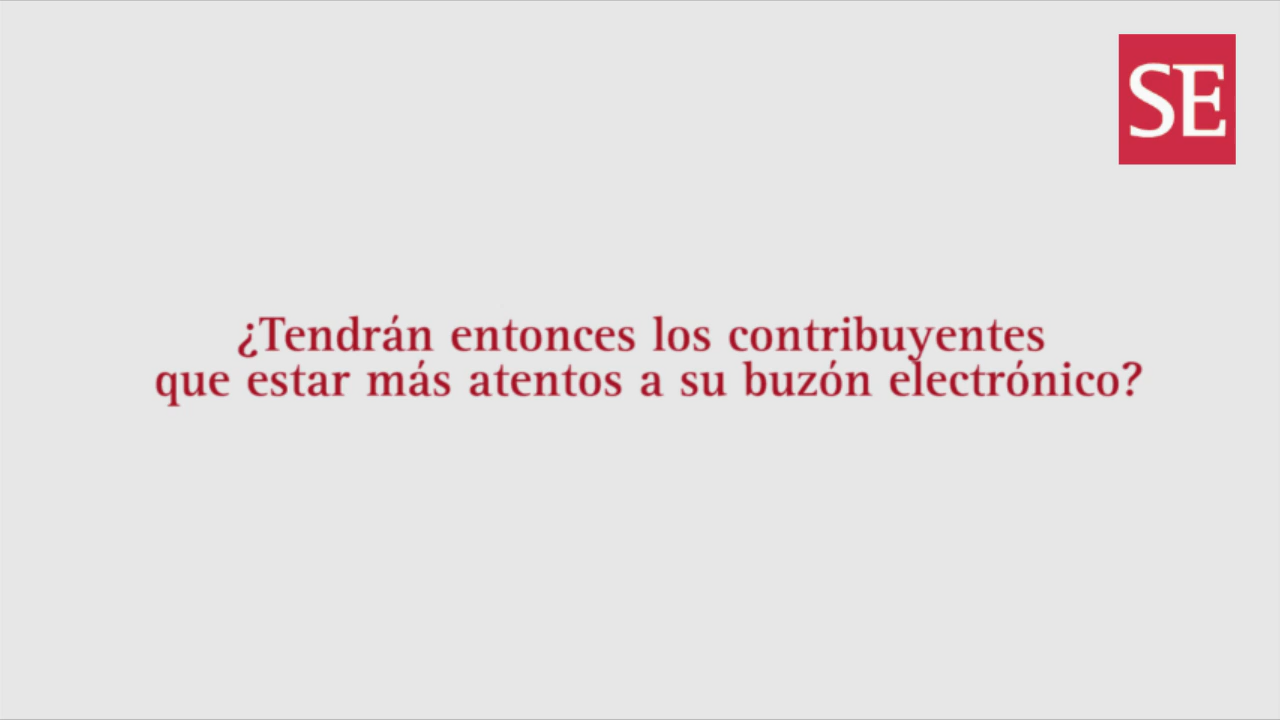 SE
¿Tendrán entonces los contribuyentes
que estar más atentos a su buzón electrónico?